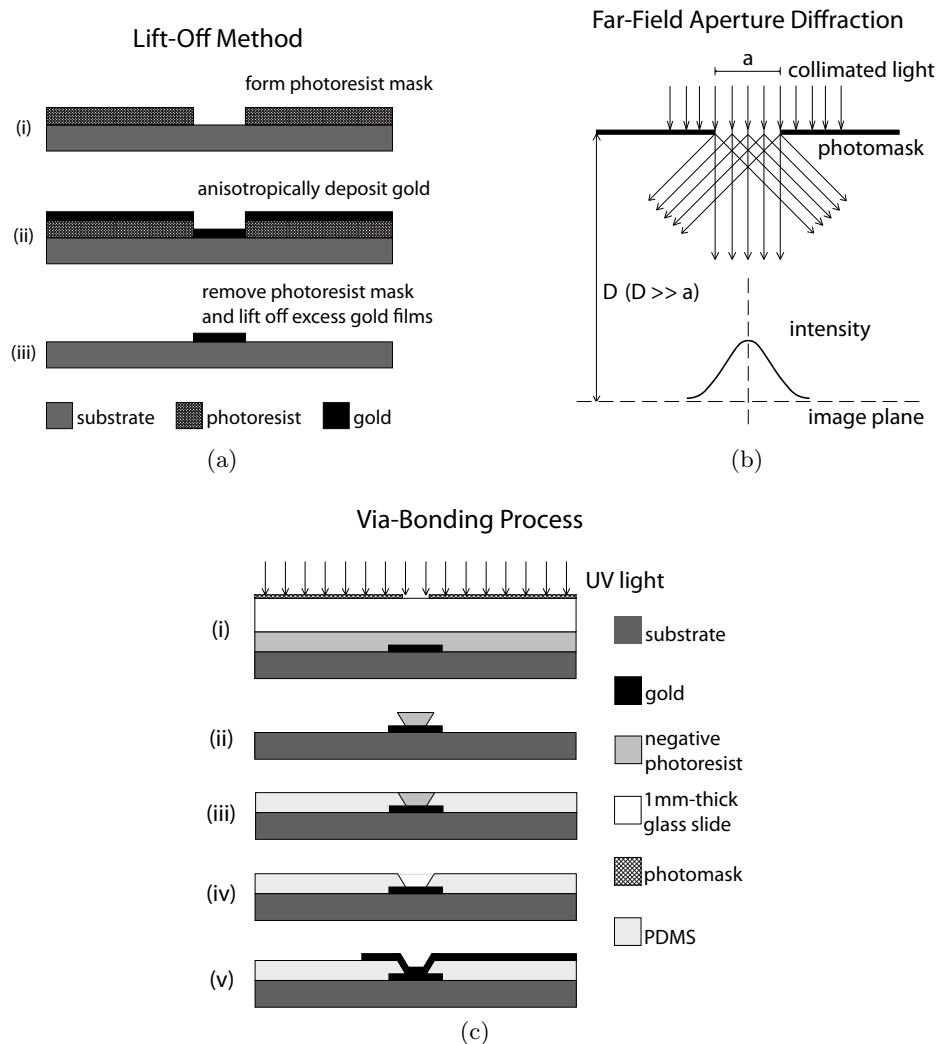 Lift-Off Method
form photoresist mask
(i)
anisotropically deposit gold
(ii)
remove photoresist mask
and lift off excess gold films
(iii)
substrate photoresist gold
(a)
Far-Field Aperture Diffraction
a
collimated light
photomask
D (D >> a)
intensity
image plane
(b)
Via-Bonding Process
UV light
(i)
substrate
gold
(ii)
negative
photoresist
(iii)
1mm-thick
glass slide
(iv)
photomask
PDMS
(v)
(c)